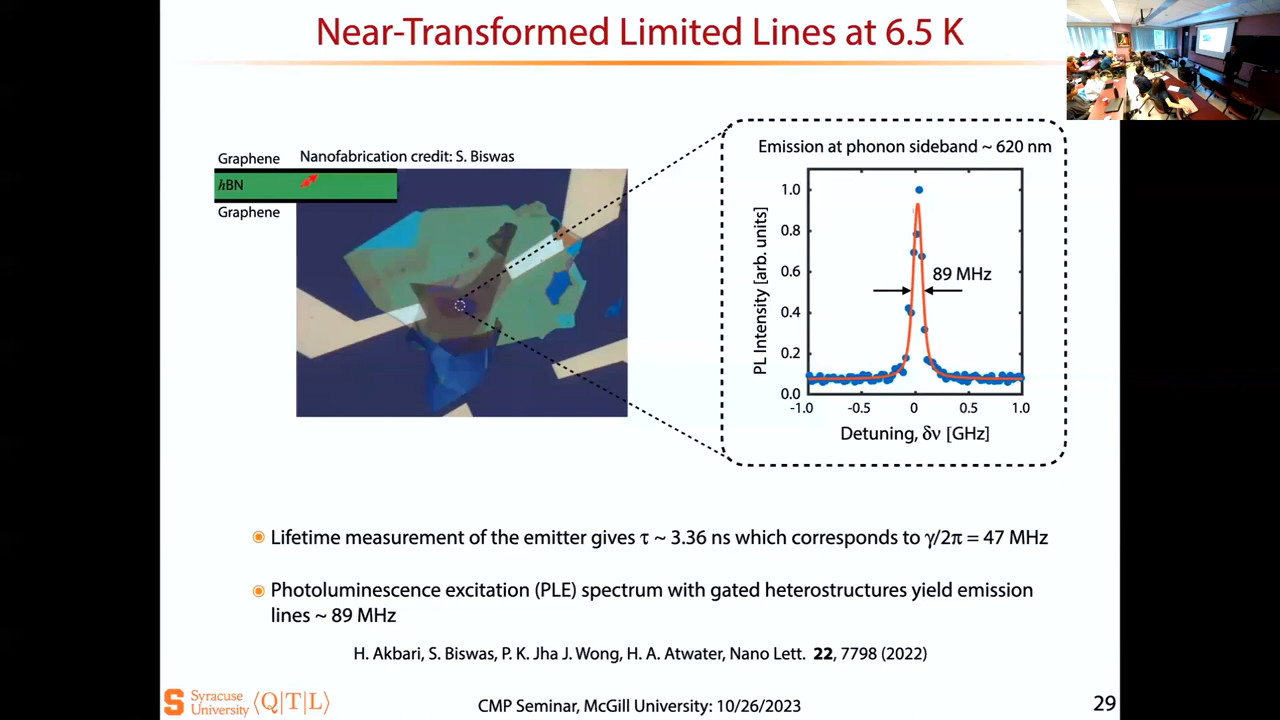 Near-Transformed Limited Lines at 6.5 K
Graphene
Nanofabrication credit: S. Biswas
hBN
Graphene
Emission at phonon sideband ~ 620 nm
PL Intensity [arb. units]
1.0
0.8
0.6
0.4
0.2
0.0
89 MHz
-1.0 -0.5 0 0.5 1.0
Detuning, δν [GHz]
Lifetime measurement of the emitter gives τ ~ 3.36 ns which corresponds to γ/2π = 47 MHz
Photoluminescence excitation (PLE) spectrum with gated heterostructures yield emission
lines ~ 89 MHz
H. Akbari, S. Biswas, P. K. Jha J. Wong, H. A. Atwater, Nano Lett. 22, 7798 (2022)
S Syracuse
University
⟨Q|T|L⟩
CMP Seminar, McGill University: 10/26/2023
29